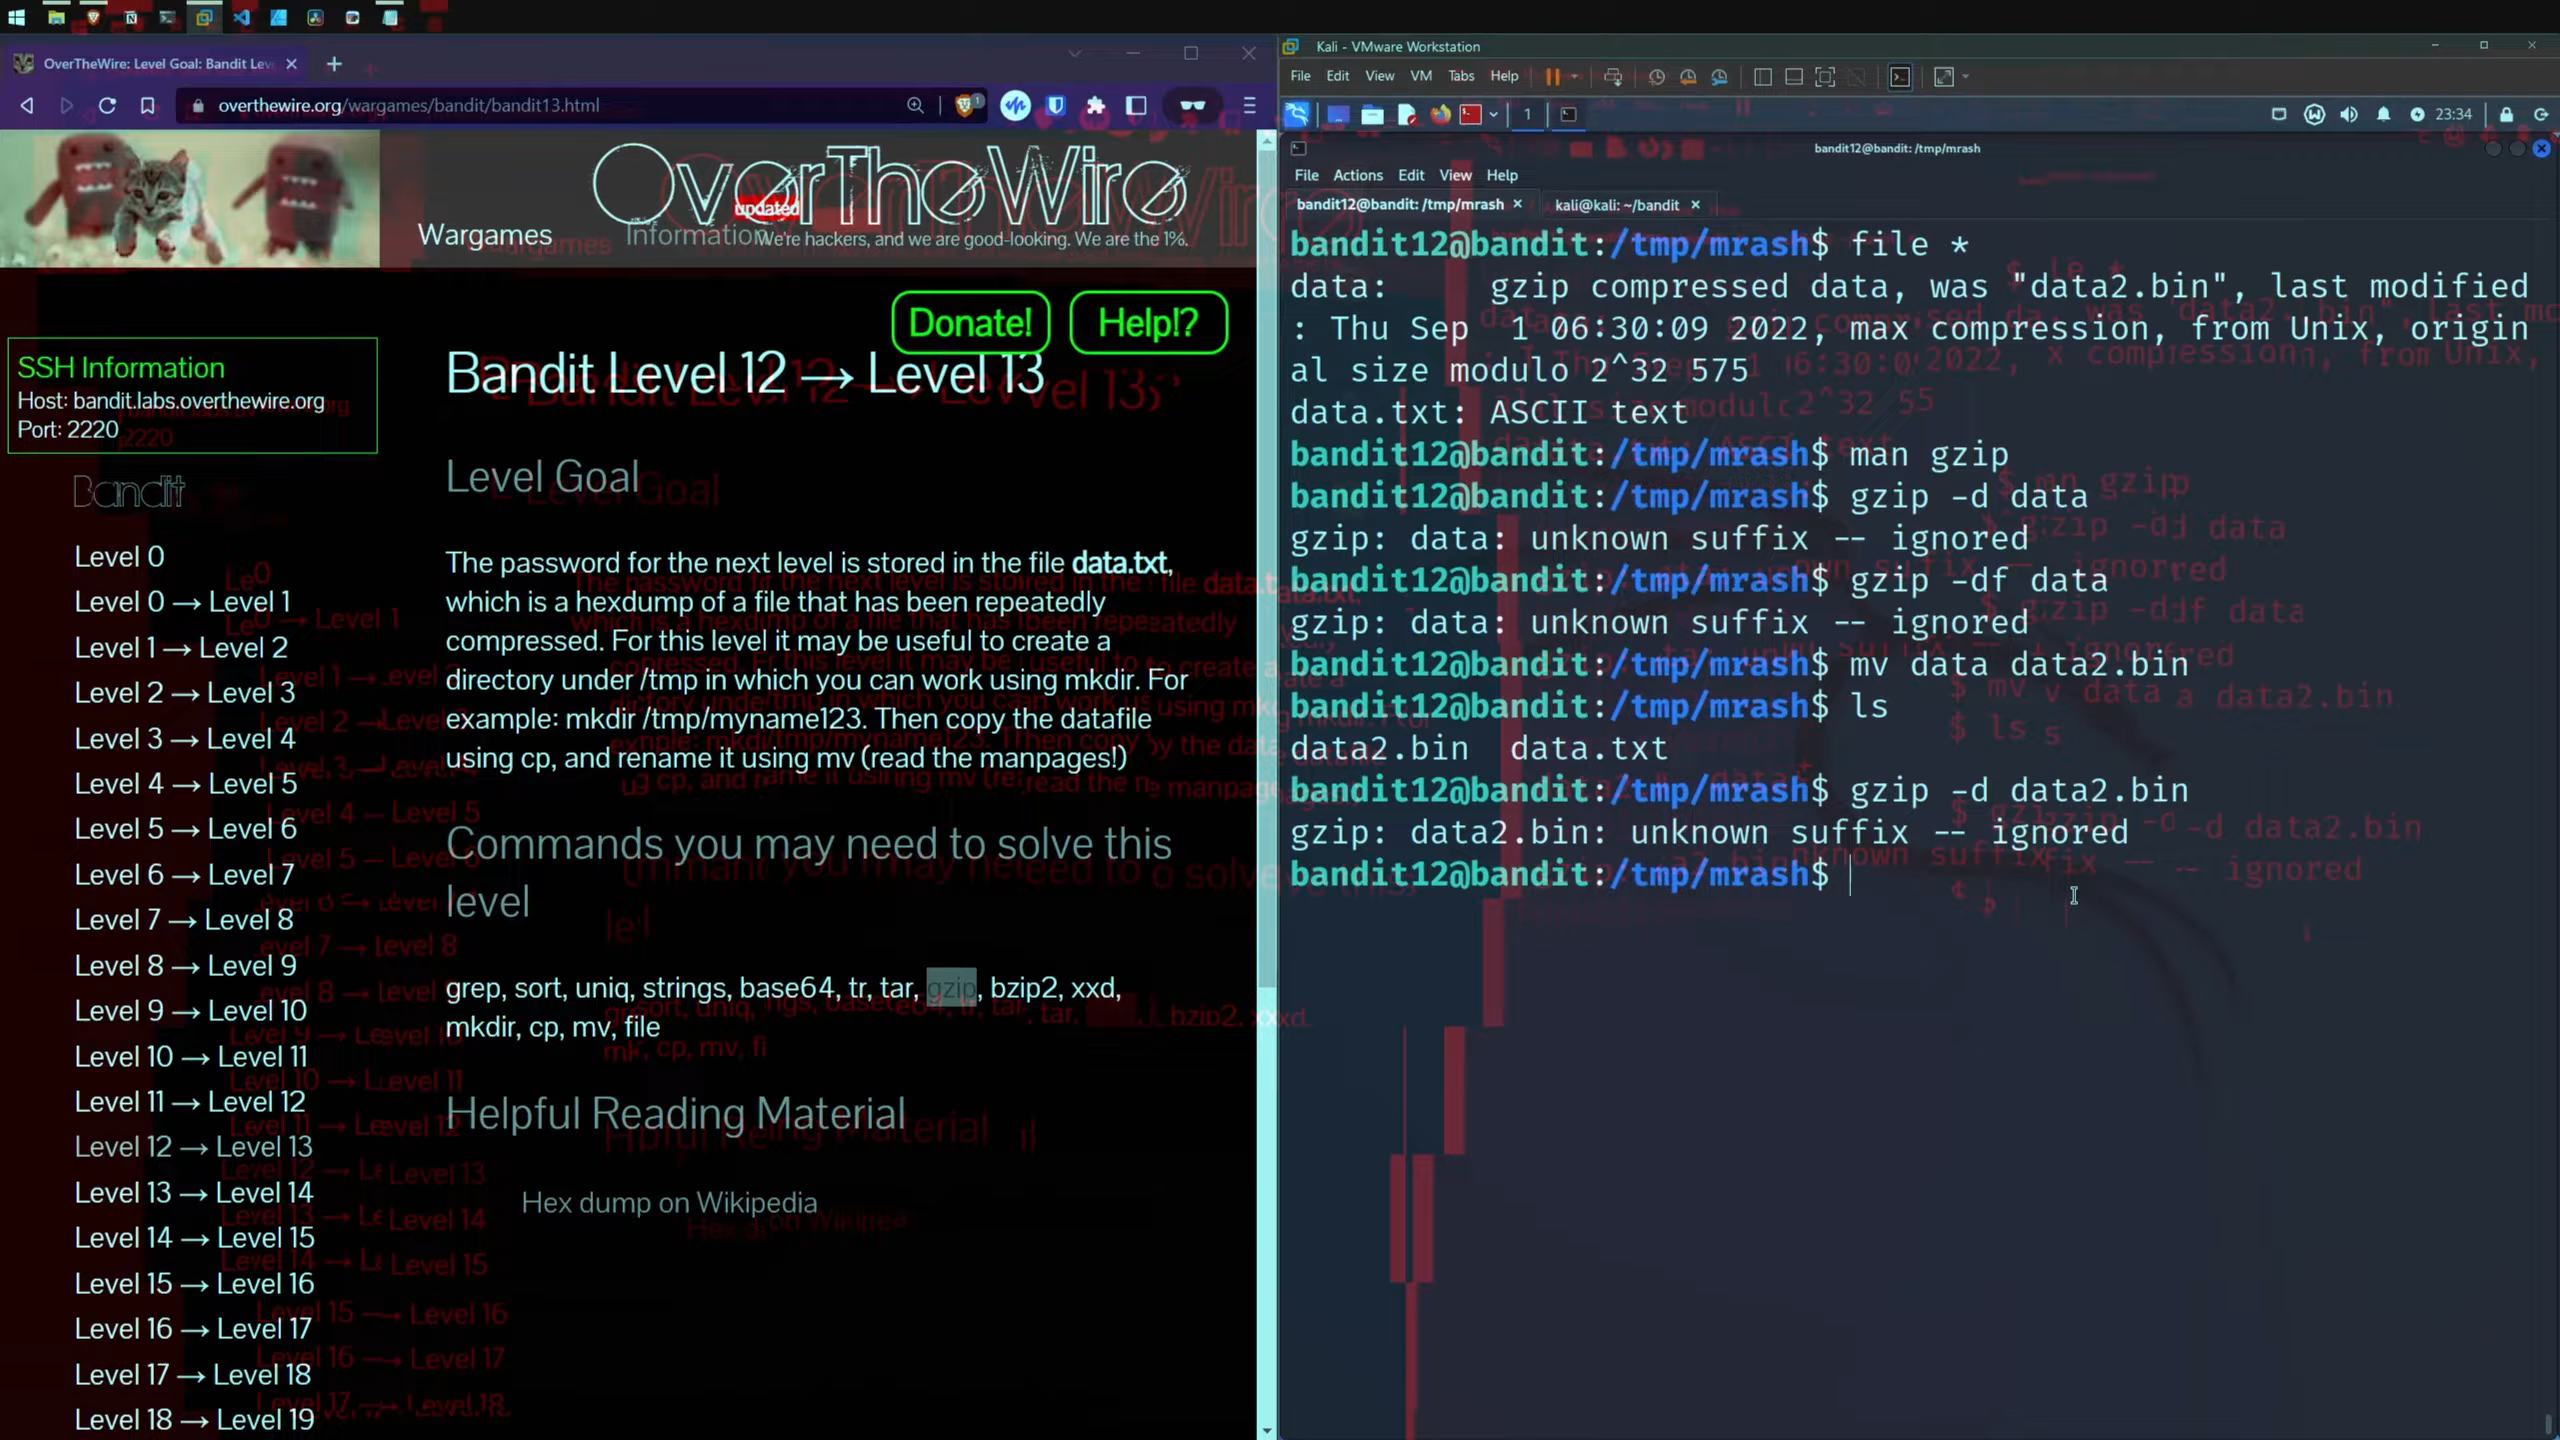 OverTheWire: Level Goal: Bandit Lev
overthewire.org/wargames/bandit/bandit13.html
OverTheWire
updated
Wargames
Information
We're hackers, and we are good-looking. We are the 1%.
Donate!
Help!?
SSH Information
Host: bandit.labs.overthewire.org
Port: 2220
Bandit
Level 0
Level 0 → Level 1
Level 1 → Level 2
Level 2 → Level 3
Level 3 → Level 4
Level 4 → Level 5
Level 5 → Level 6
Level 6 → Level 7
Level 7 → Level 8
Level 8 → Level 9
Level 9 → Level 10
Level 10 → Level 11
Level 11 → Level 12
Level 12 → Level 13
Level 13 → Level 14
Level 14 → Level 15
Level 15 → Level 16
Level 16 → Level 17
Level 17 → Level 18
Level 18 → Level 19
Bandit Level 12 → Level 13
Level Goal
The password for the next level is stored in the file data.txt,
which is a hexdump of a file that has been repeatedly
compressed. For this level it may be useful to create a
directory under /tmp in which you can work using mkdir. For
example: mkdir /tmp/myname123. Then copy the datafile
using cp, and rename it using mv (read the manpages!)
Commands you may need to solve this
level
grep, sort, uniq, strings, base64, tr, tar, gzip, bzip2, xxd,
mkdir, cp, mv, file
Helpful Reading Material
Hex dump on Wikipedia
Kali - VMware Workstation
File Edit View VM Tabs Help
1
23:34
bandit12@bandit: /tmp/mrash
File Actions Edit View Help
bandit12@bandit: /tmp/mrash
kali@kali: ~/bandit
bandit12@bandit:/tmp/mrash$ file *
data: gzip compressed data, was "data2.bin", last modified
: Thu Sep 1 06:30:09 2022, max compression, from Unix, origin
al size modulo 2^32 575
data.txt: ASCII text
bandit12@bandit:/tmp/mrash$ man gzip
bandit12@bandit:/tmp/mrash$ gzip -d data
gzip: data: unknown suffix -- ignored
bandit12@bandit:/tmp/mrash$ gzip -df data
gzip: data: unknown suffix -- ignored
bandit12@bandit:/tmp/mrash$ mv data data2.bin
bandit12@bandit:/tmp/mrash$ ls
data2.bin data.txt
bandit12@bandit:/tmp/mrash$ gzip -d data2.bin
gzip: data2.bin: unknown suffix -- ignored
bandit12@bandit:/tmp/mrash$